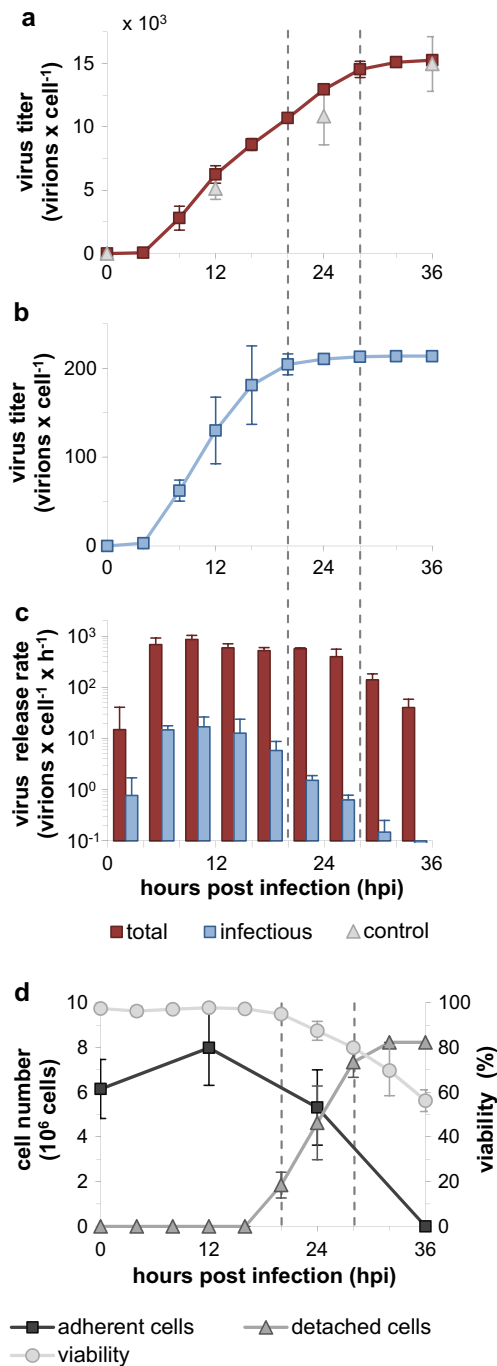 a
x 10³
virus titer
(virions x cell⁻¹)
15
10
5
0
0
12
24
36
b
virus titer
(virions x cell⁻¹)
200
100
0
0
12
24
36
c
virus release rate
(virions x cell⁻¹ x h⁻¹)
10³
10²
10¹
10⁰
10⁻¹
0
12
24
36
hours post infection (hpi)
total
infectious
control
d
cell number
(10⁶ cells)
10
8
6
4
2
0
viability (%)
100
80
60
40
20
0
0
12
24
36
hours post infection (hpi)
adherent cells
detached cells
viability